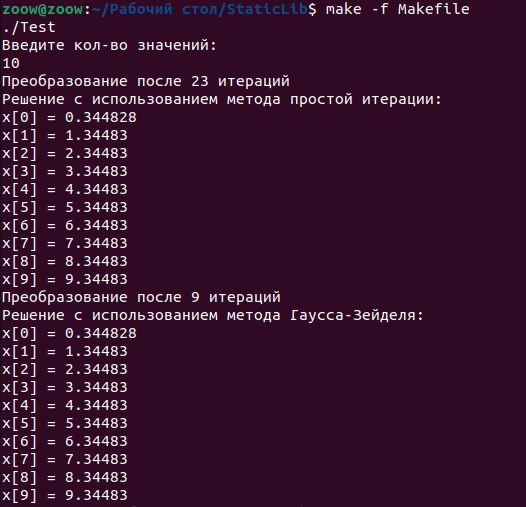 zoow@zoow:~/Рабочий стол/StaticLib$ make -f Makefile
./Test
Введите кол-во значений:
10
Преобразование после 23 итераций
Решение с использованием метода простой итерации:
x[0] = 0.344828
x[1] = 1.34483
x[2] = 2.34483
x[3] = 3.34483
x[4] = 4.34483
x[5] = 5.34483
x[6] = 6.34483
x[7] = 7.34483
x[8] = 8.34483
x[9] = 9.34483
Преобразование после 9 итераций
Решение с использованием метода Гаусса-Зейделя:
x[0] = 0.344828
x[1] = 1.34483
x[2] = 2.34483
x[3] = 3.34483
x[4] = 4.34483
x[5] = 5.34483
x[6] = 6.34483
x[7] = 7.34483
x[8] = 8.34483
x[9] = 9.34483